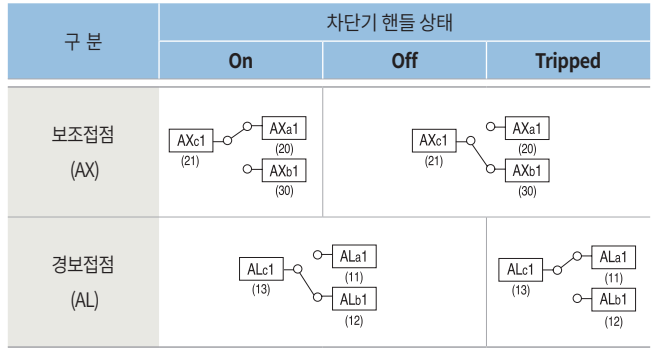 구 분
차단기 핸들 상태
On Off Tripped
보조접점
(AX)
AXc1
(21)
AXa1
(20)
AXb1
(30)
AXc1
(21)
AXa1
(20)
AXb1
(30)
경보접점
(AL)
ALc1
(13)
ALa1
(11)
ALb1
(12)
ALc1
(13)
ALa1
(11)
ALb1
(12)